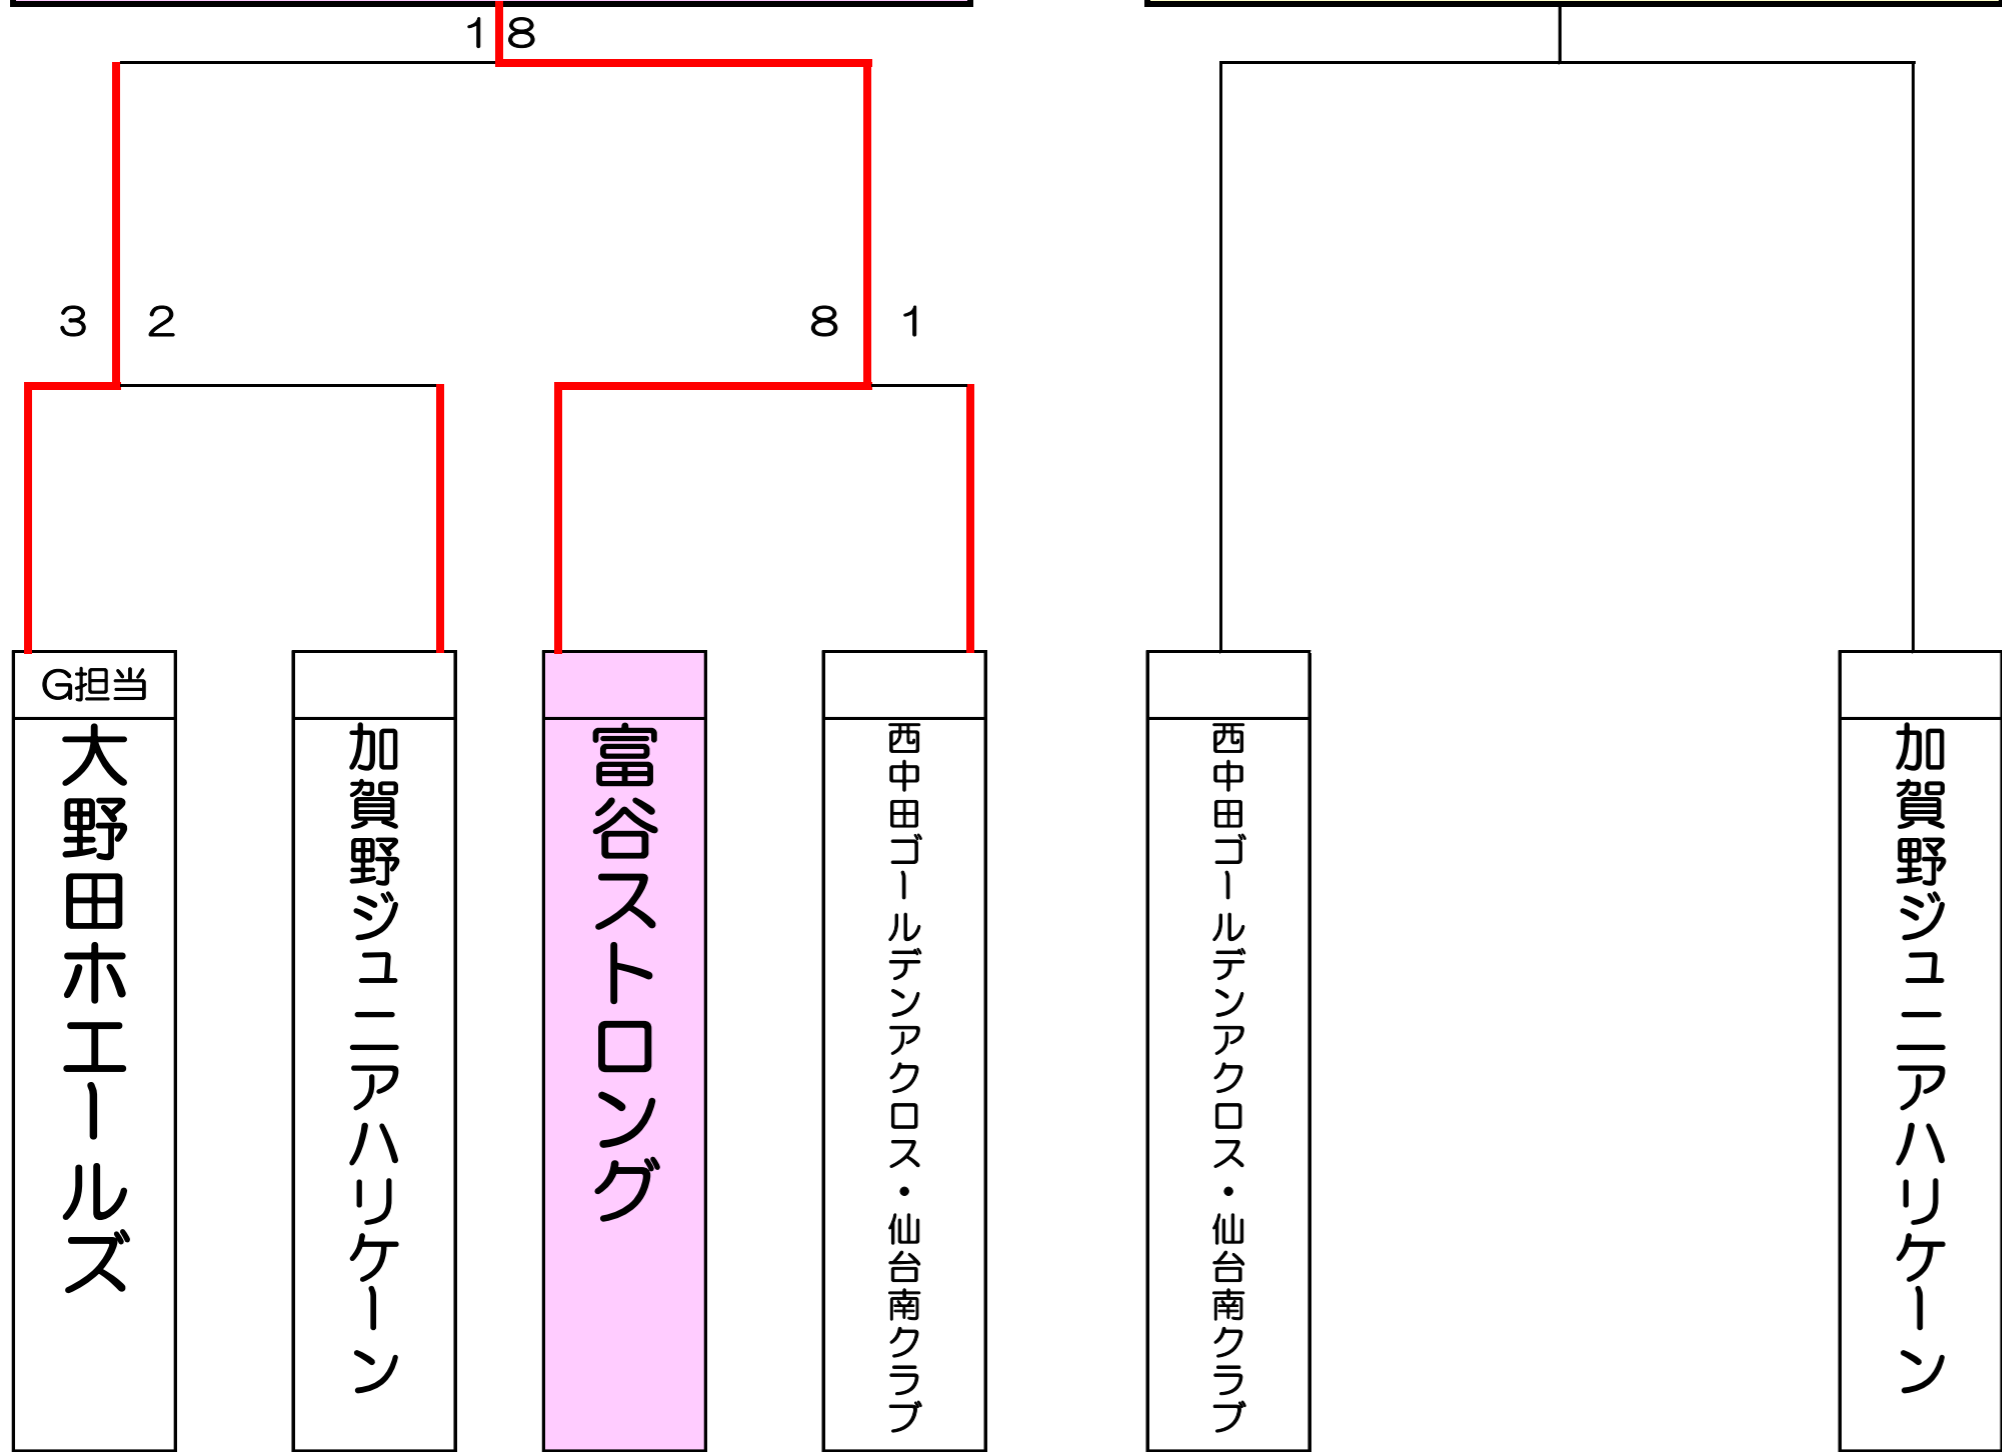 1 8
3 2
8 1
G担当
大野田ホエールズ
加賀野ジュニアハリケーン
富谷ストロング
西中田ゴールデンアクロス・仙台南クラブ
西中田ゴールデンアクロス・仙台南クラブ
加賀野ジュニアハリケーン